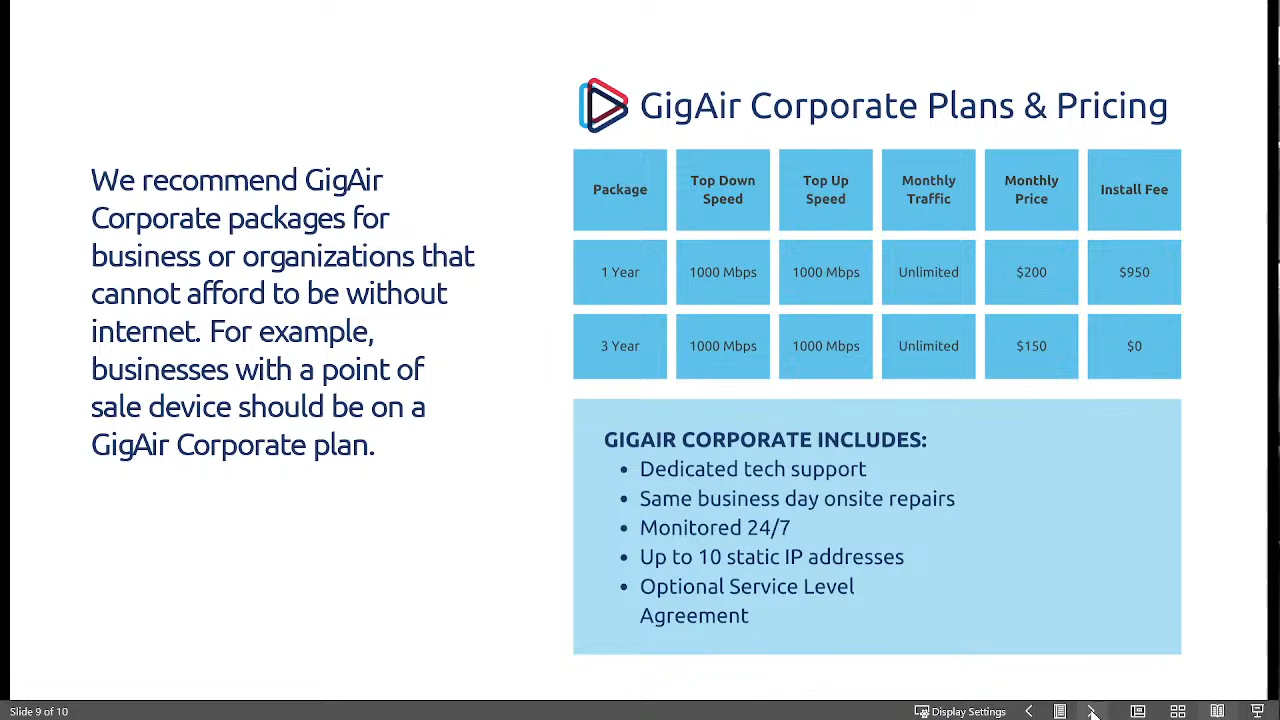 We recommend GigAir
Corporate packages for
business or organizations that
cannot afford to be without
internet. For example,
businesses with a point of
sale device should be on a
GigAir Corporate plan.
GigAir Corporate Plans & Pricing
Package
Top Down
Speed
Top Up
Speed
Monthly
Traffic
Monthly
Price
Install Fee
1 Year
1000 Mbps
1000 Mbps
Unlimited
$200
$950
3 Year
1000 Mbps
1000 Mbps
Unlimited
$150
$0
GIGAIR CORPORATE INCLUDES:
• Dedicated tech support
• Same business day onsite repairs
• Monitored 24/7
• Up to 10 static IP addresses
• Optional Service Level
Agreement
Slide 9 of 10
Display Settings